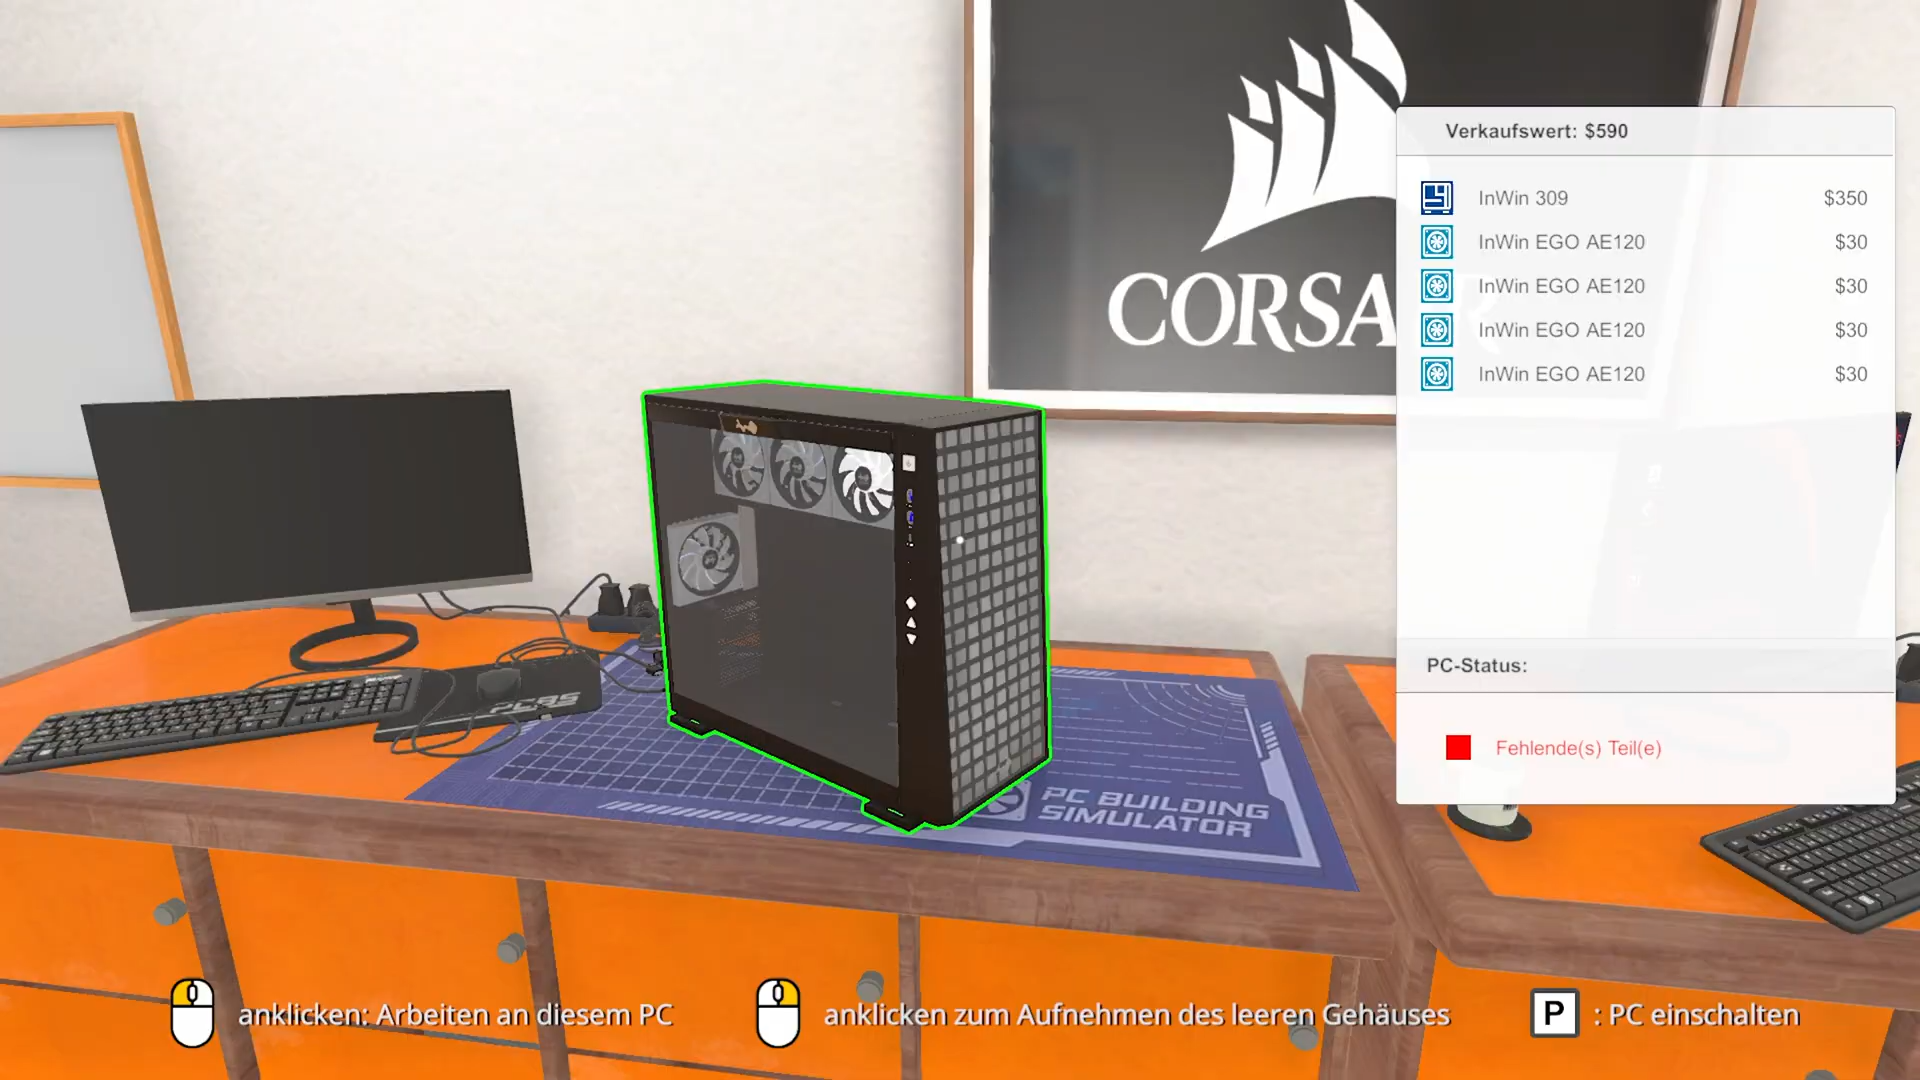 CORSAIR
Verkaufswert: $590
InWin 309 $350
InWin EGO AE120 $30
InWin EGO AE120 $30
InWin EGO AE120 $30
InWin EGO AE120 $30
PC-Status:
Fehlende(s) Teil(e)
PCBS
PC BUILDING
SIMULATOR
anklicken: Arbeiten an diesem PC
anklicken zum Aufnehmen des leeren Gehäuses
P : PC einschalten